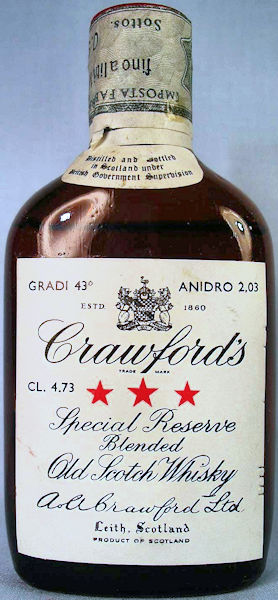 Sottos.
fino a litri
IMPOSTA FAB
Distilled and Bottled
in Scotland under
British Government Supervision
GRADI 43° ANIDRO 2,03
ESTD. 1860
Crawford's
TRADE MARK
CL. 4.73
Special Reserve
Blended
Old Scotch Whisky
A&A Crawford Ltd
Leith, Scotland
PRODUCT OF SCOTLAND